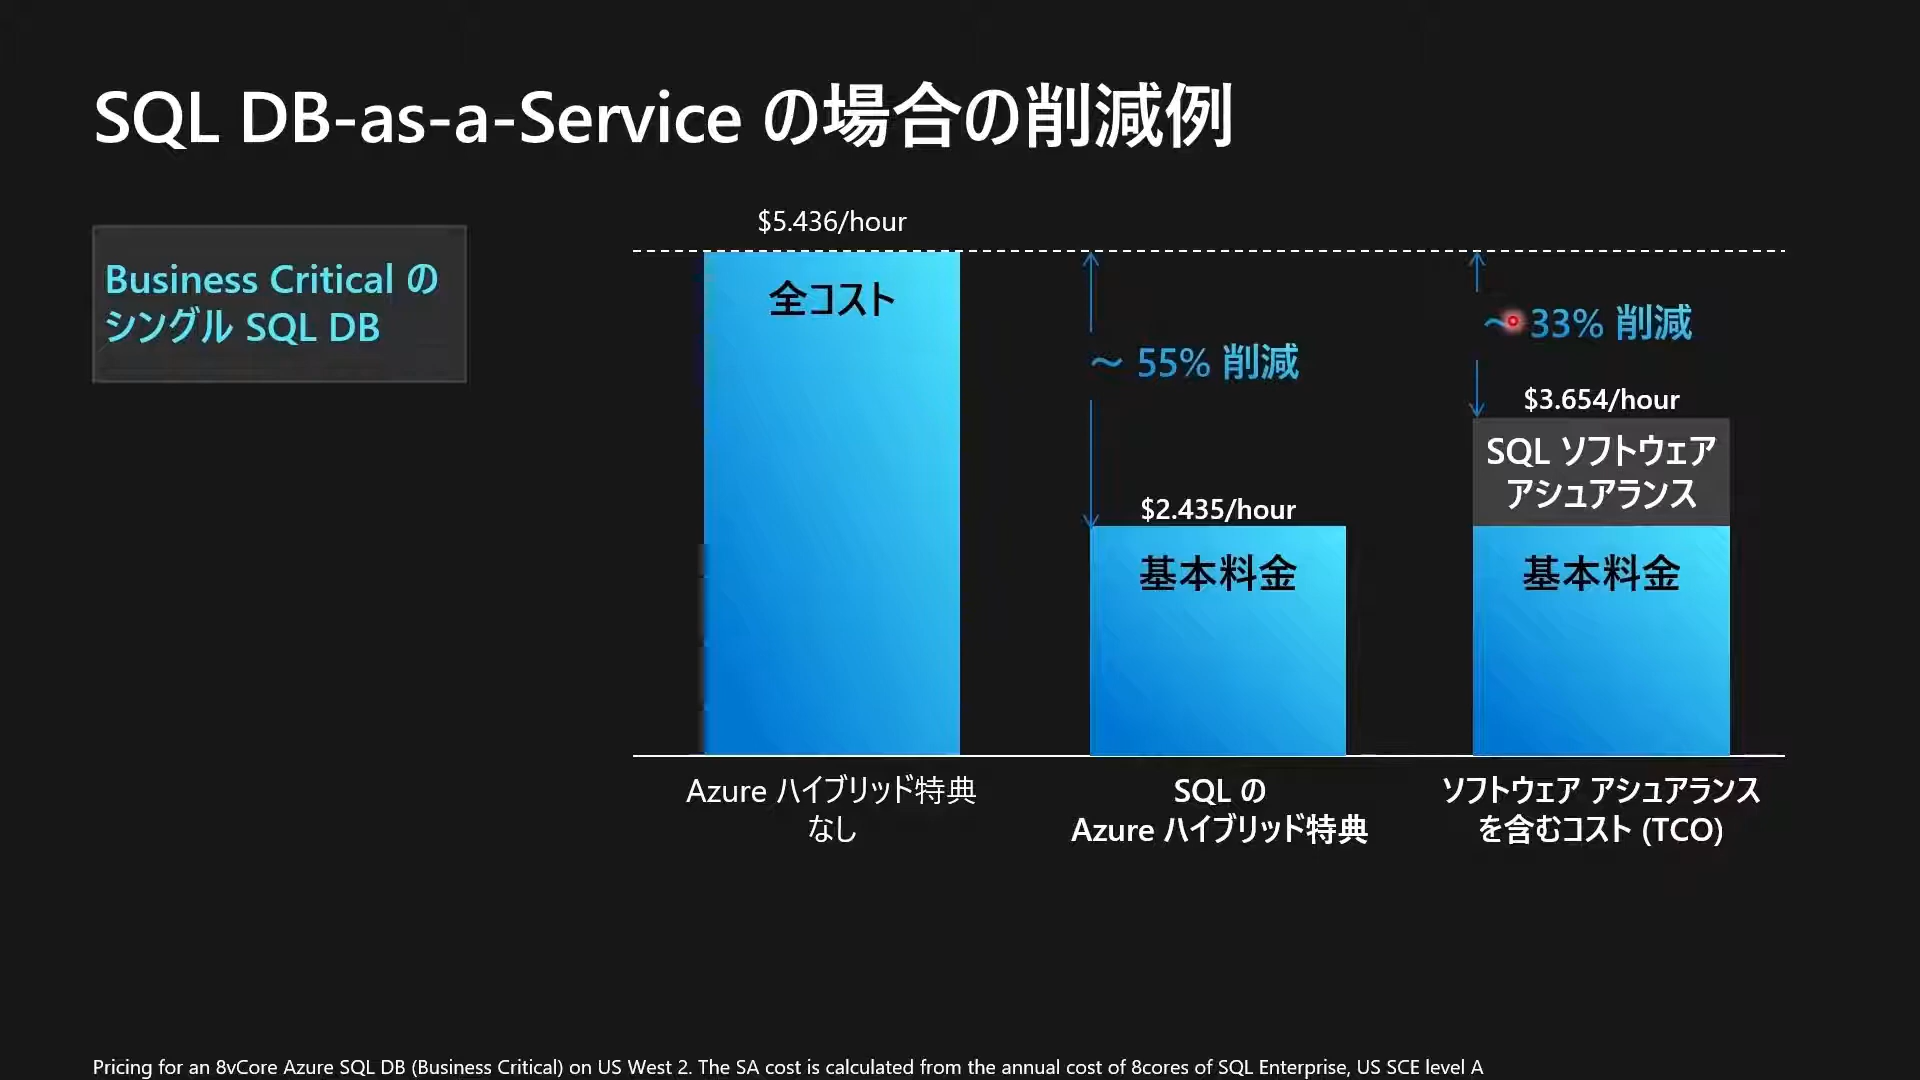 SQL DB-as-a-Service の場合の削減例
Business Critical の
シングル SQL DB
$5.436/hour
全コスト
～ 55% 削減
$2.435/hour
基本料金
～ 33% 削減
$3.654/hour
SQL ソフトウェア
アシュアランス
基本料金
Azure ハイブリッド特典
なし
SQL の
Azure ハイブリッド特典
ソフトウェア アシュアランス
を含むコスト (TCO)
Pricing for an 8vCore Azure SQL DB (Business Critical) on US West 2. The SA cost is calculated from the annual cost of 8cores of SQL Enterprise, US SCE level A